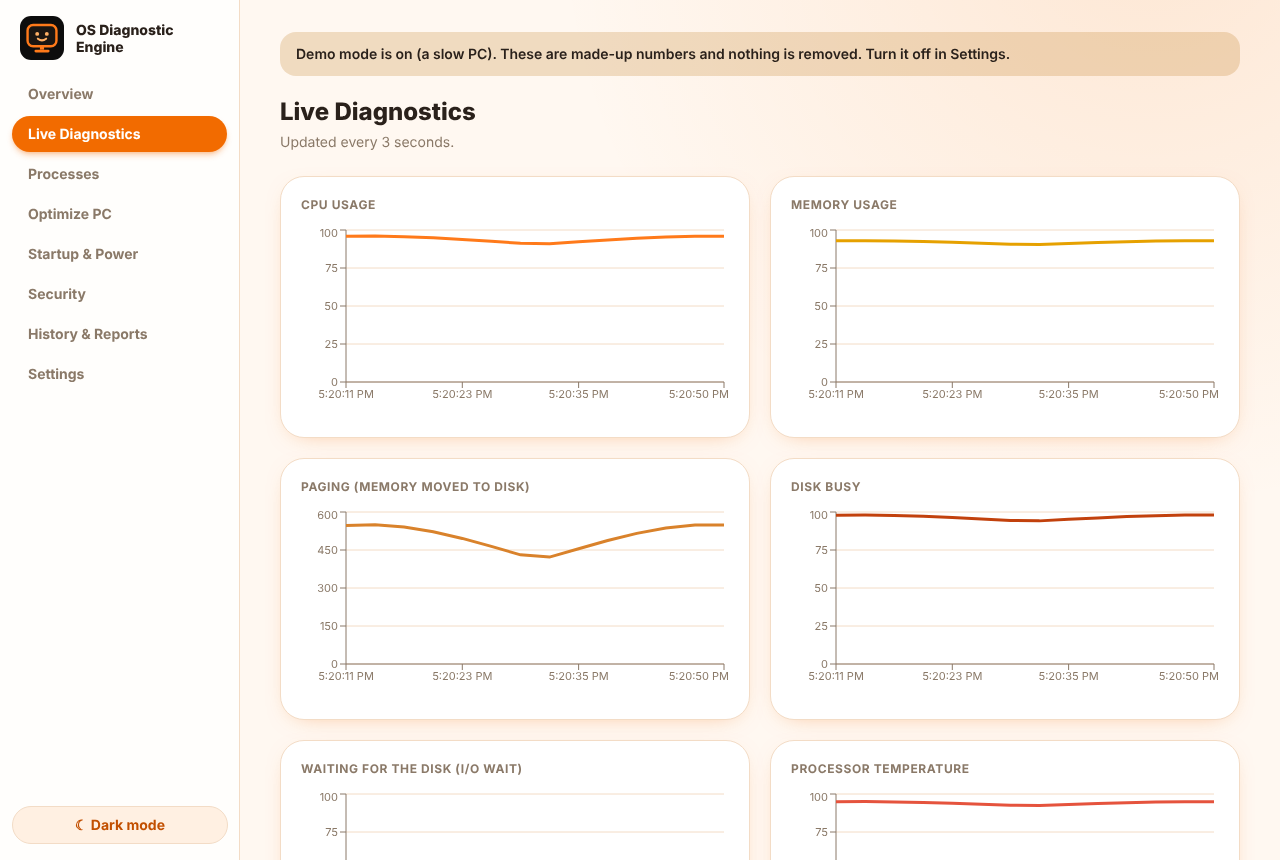 OS Diagnostic
Engine
Overview
Live Diagnostics
Processes
Optimize PC
Startup & Power
Security
History & Reports
Settings
☾ Dark mode
Demo mode is on (a slow PC). These are made-up numbers and nothing is removed. Turn it off in Settings.
Live Diagnostics
Updated every 3 seconds.
CPU USAGE
100
75
50
25
0
5:20:11 PM 5:20:23 PM 5:20:35 PM 5:20:50 PM
MEMORY USAGE
100
75
50
25
0
5:20:11 PM 5:20:23 PM 5:20:35 PM 5:20:50 PM
PAGING (MEMORY MOVED TO DISK)
600
450
300
150
0
5:20:11 PM 5:20:23 PM 5:20:35 PM 5:20:50 PM
DISK BUSY
100
75
50
25
0
5:20:11 PM 5:20:23 PM 5:20:35 PM 5:20:50 PM
WAITING FOR THE DISK (I/O WAIT)
100
75
PROCESSOR TEMPERATURE
100
75